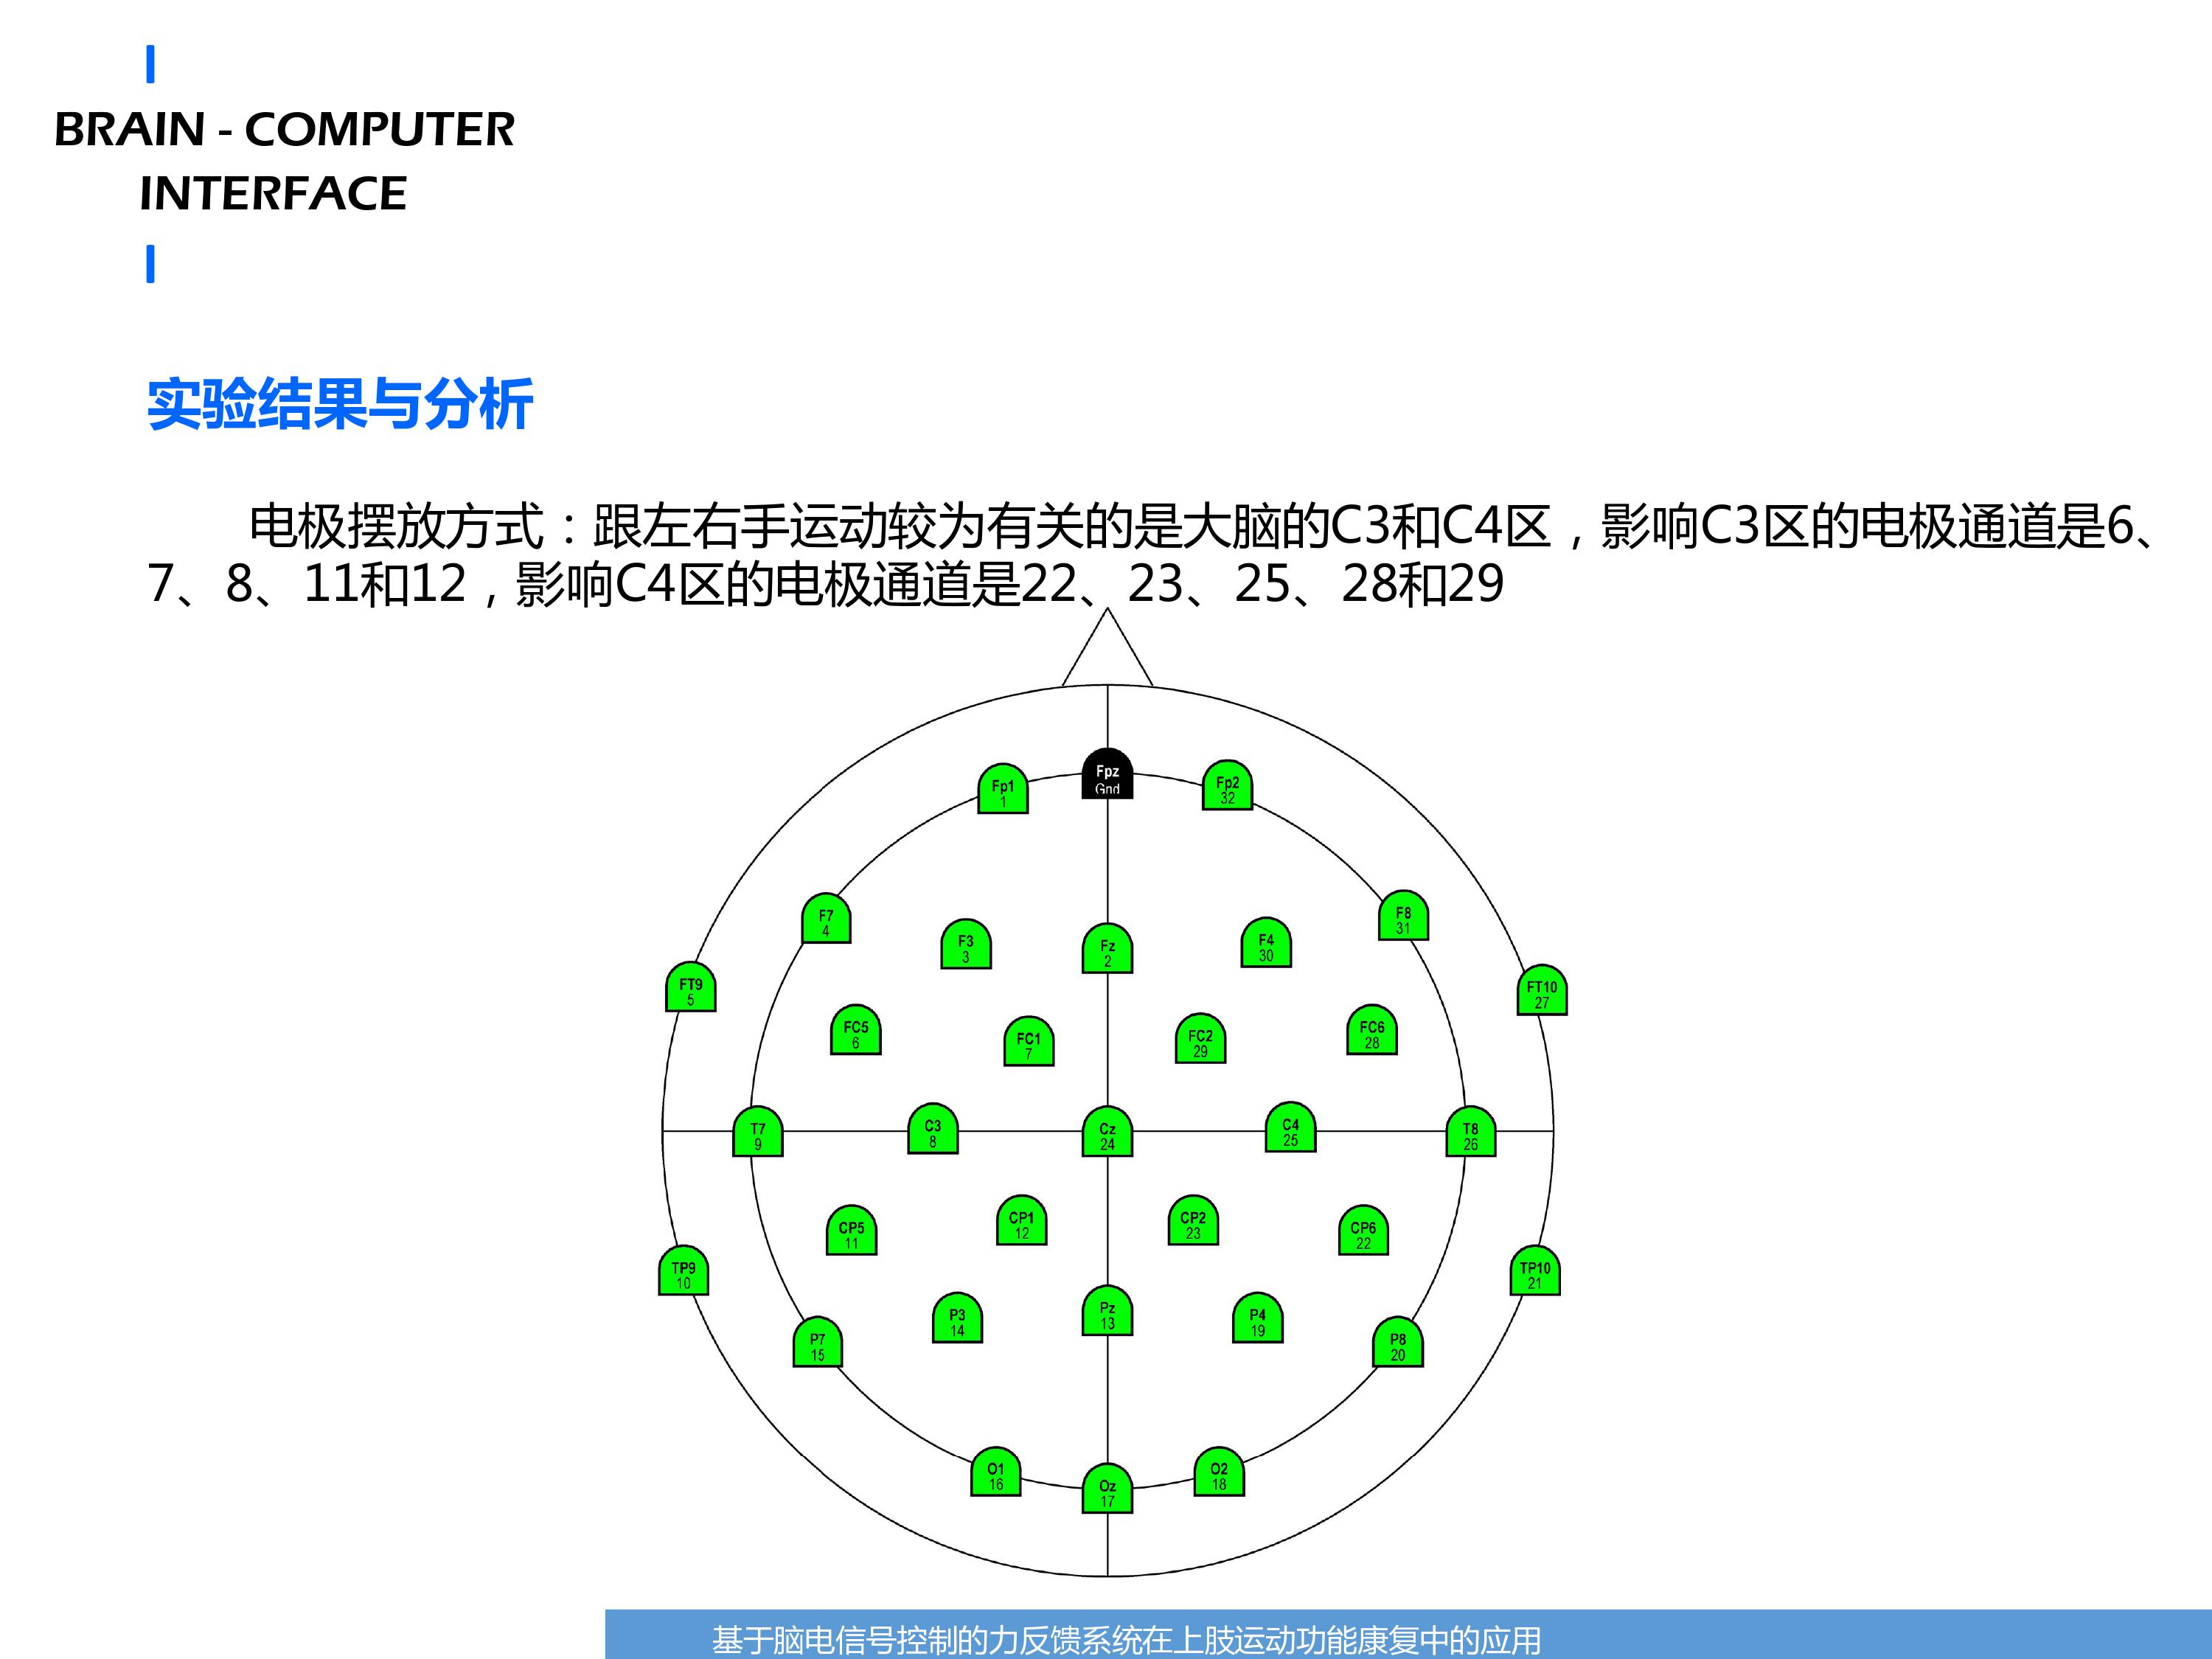 BRAIN - COMPUTER
INTERFACE
实验结果与分析
电极摆放方式：跟左右手运动较为有关的是大脑的C3和C4区，影响C3区的电极通道是6、
7、8、11和12，影响C4区的电极通道是22、23、25、28和29
Fpz
Gnd
Fp1
1
Fp2
32
F7
4
F3
3
Fz
2
F4
30
F8
31
FT9
5
FT10
27
FC5
6
FC1
7
FC2
29
FC6
28
T7
9
C3
8
Cz
24
C4
25
T8
26
CP5
11
CP1
12
CP2
23
CP6
22
TP9
10
TP10
21
P7
15
P3
14
Pz
13
P4
19
P8
20
O1
16
Oz
17
O2
18
基于脑电信号控制的力反馈系统在上肢运动功能康复中的应用